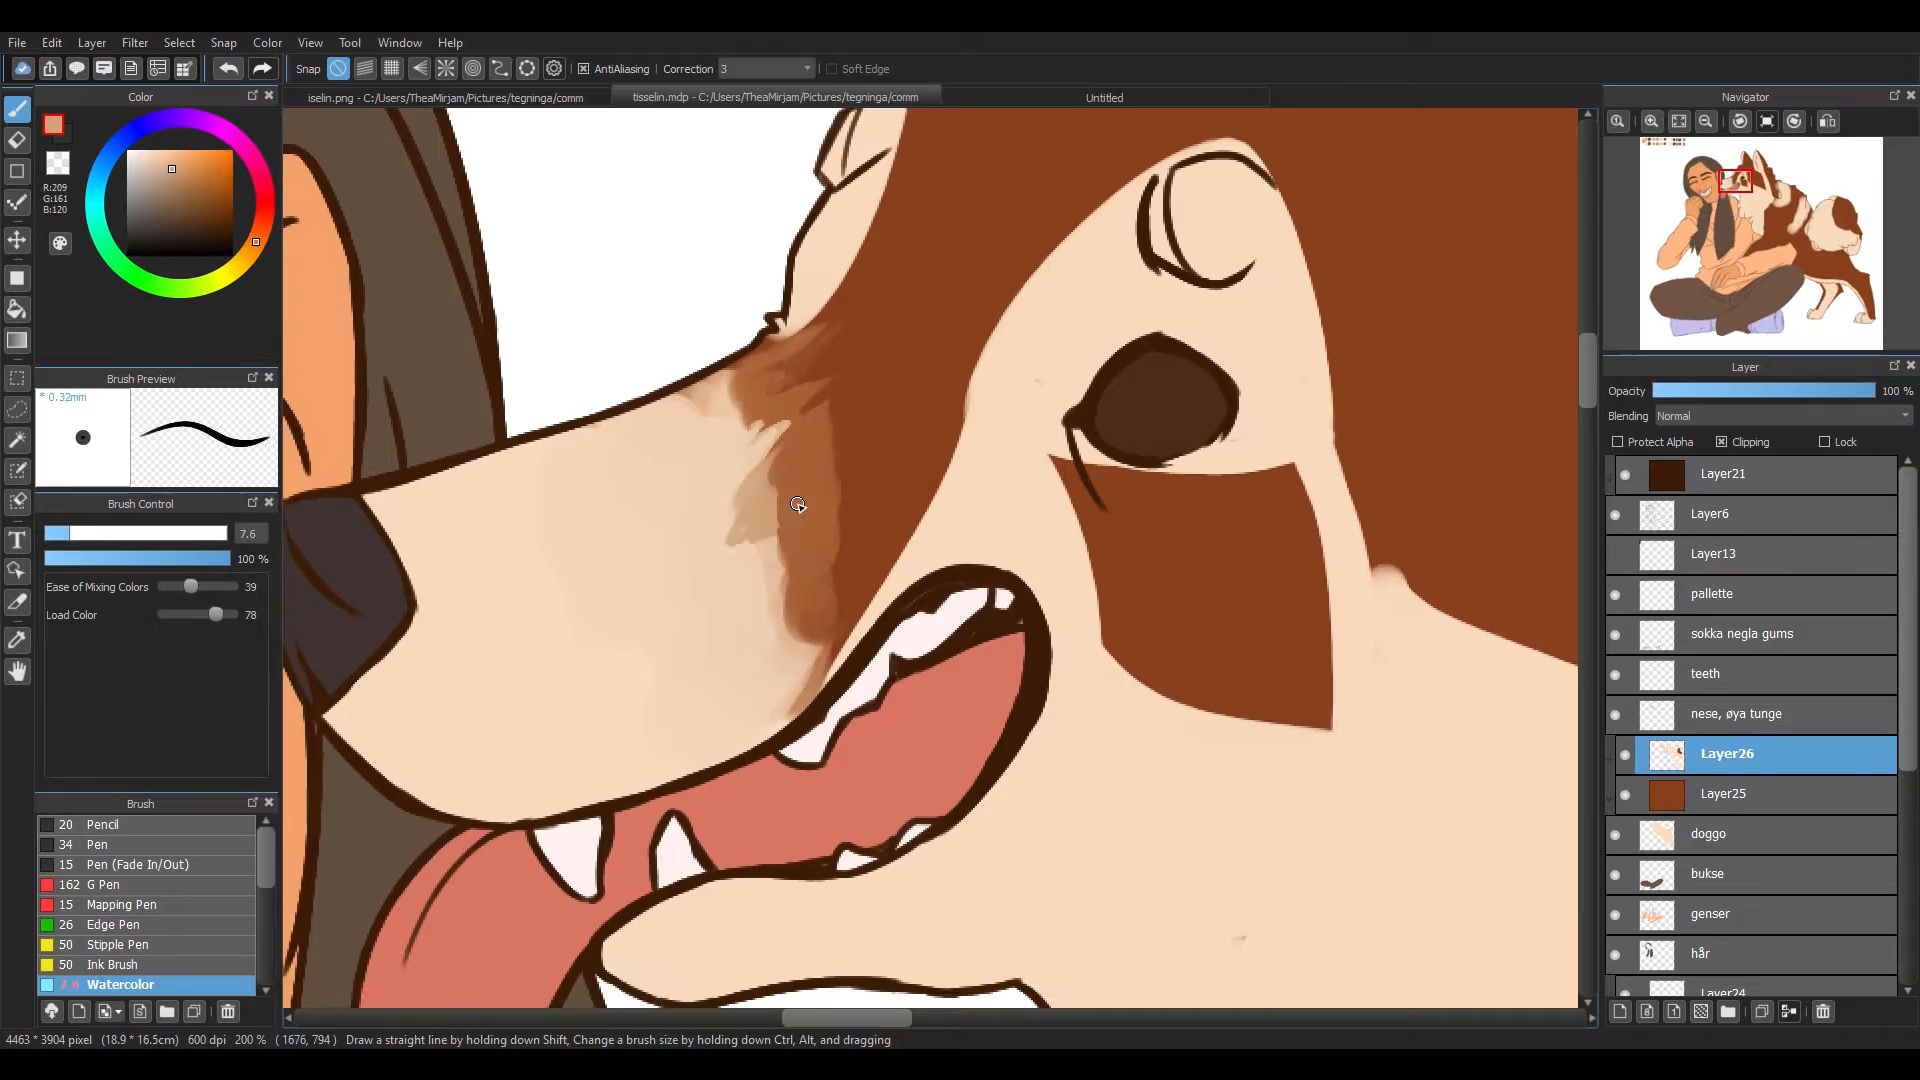 File Edit Layer Filter Select Snap Color View Tool Window Help
Snap AntiAliasing Correction 3 Soft Edge
Color
iselin.png - C:/Users/TheaMirjam/Pictures/tegninga/comm
tisselin.mdp - C:/Users/TheaMirjam/Pictures/tegninga/comm
Untitled
Navigator
R:209
G:161
B:120
Brush Preview
* 0.32mm
Brush Control
7.6
100 %
Ease of Mixing Colors 39
Load Color 78
Brush
20 Pencil
34 Pen
15 Pen (Fade In/Out)
162 G Pen
15 Mapping Pen
26 Edge Pen
50 Stipple Pen
50 Ink Brush
7.6 Watercolor
Layer
Opacity 100 %
Blending Normal
Protect Alpha Clipping Lock
Layer21
Layer6
Layer13
pallette
sokka negla gums
teeth
nese, øya tunge
Layer26
Layer25
doggo
bukse
genser
hår
Layer24
4463 * 3904 pixel (18.9 * 16.5cm) 600 dpi 200 % ( 1676, 794 ) Draw a straight line by holding down Shift, Change a brush size by holding down Ctrl, Alt, and dragging